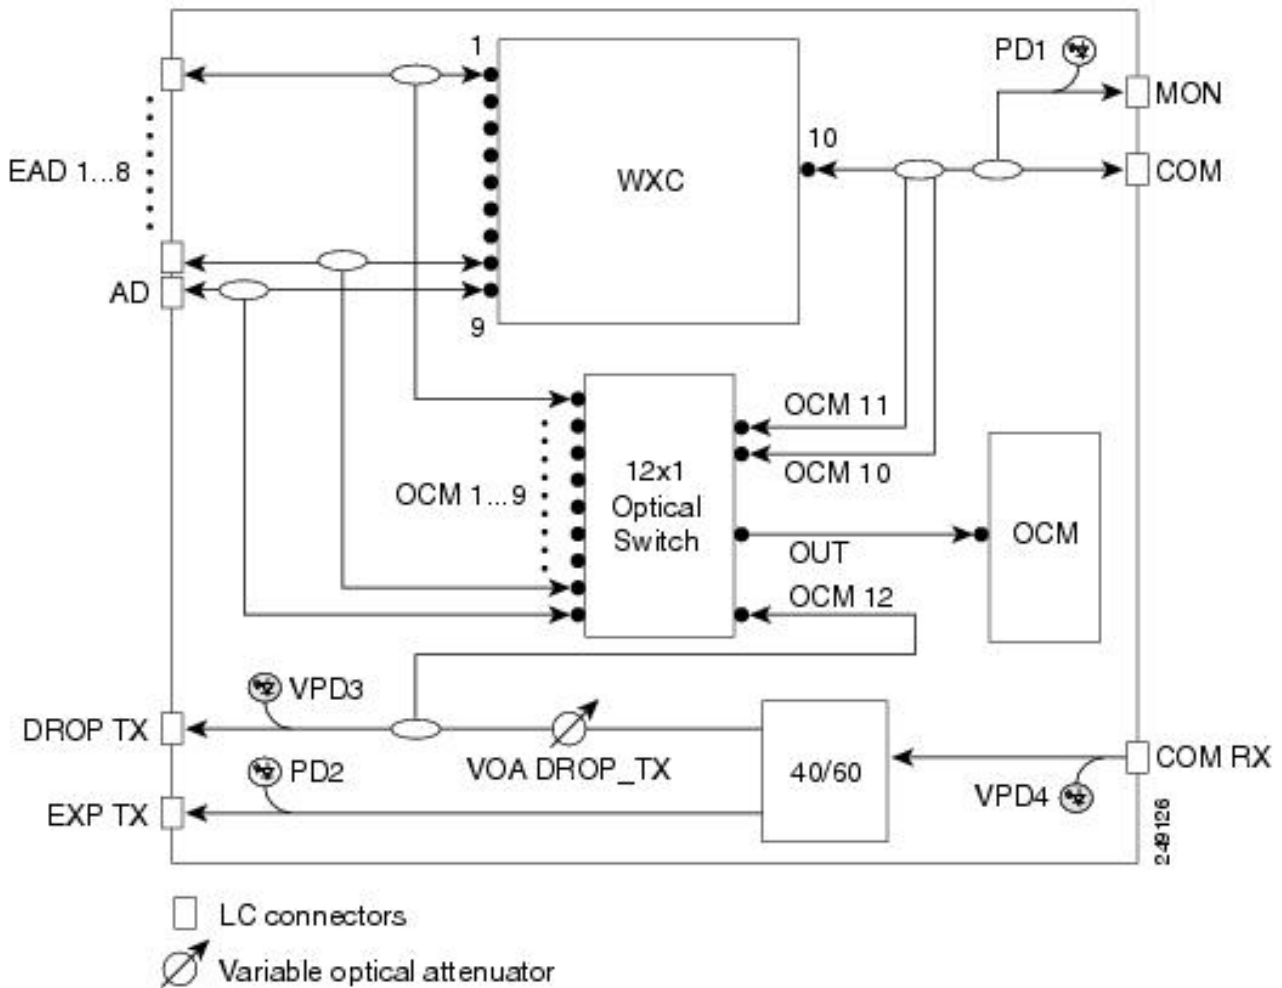 1
PD1
MON
EAD 1...8
WXC
10
COM
AD
9
OCM 11
OCM 10
OCM 1...9
12x1
Optical
Switch
OUT
OCM
OCM 12
VPD3
DROP TX
VOA DROP_TX
40/60
COM RX
PD2
VPD4
EXP TX
249126
LC connectors
Variable optical attenuator